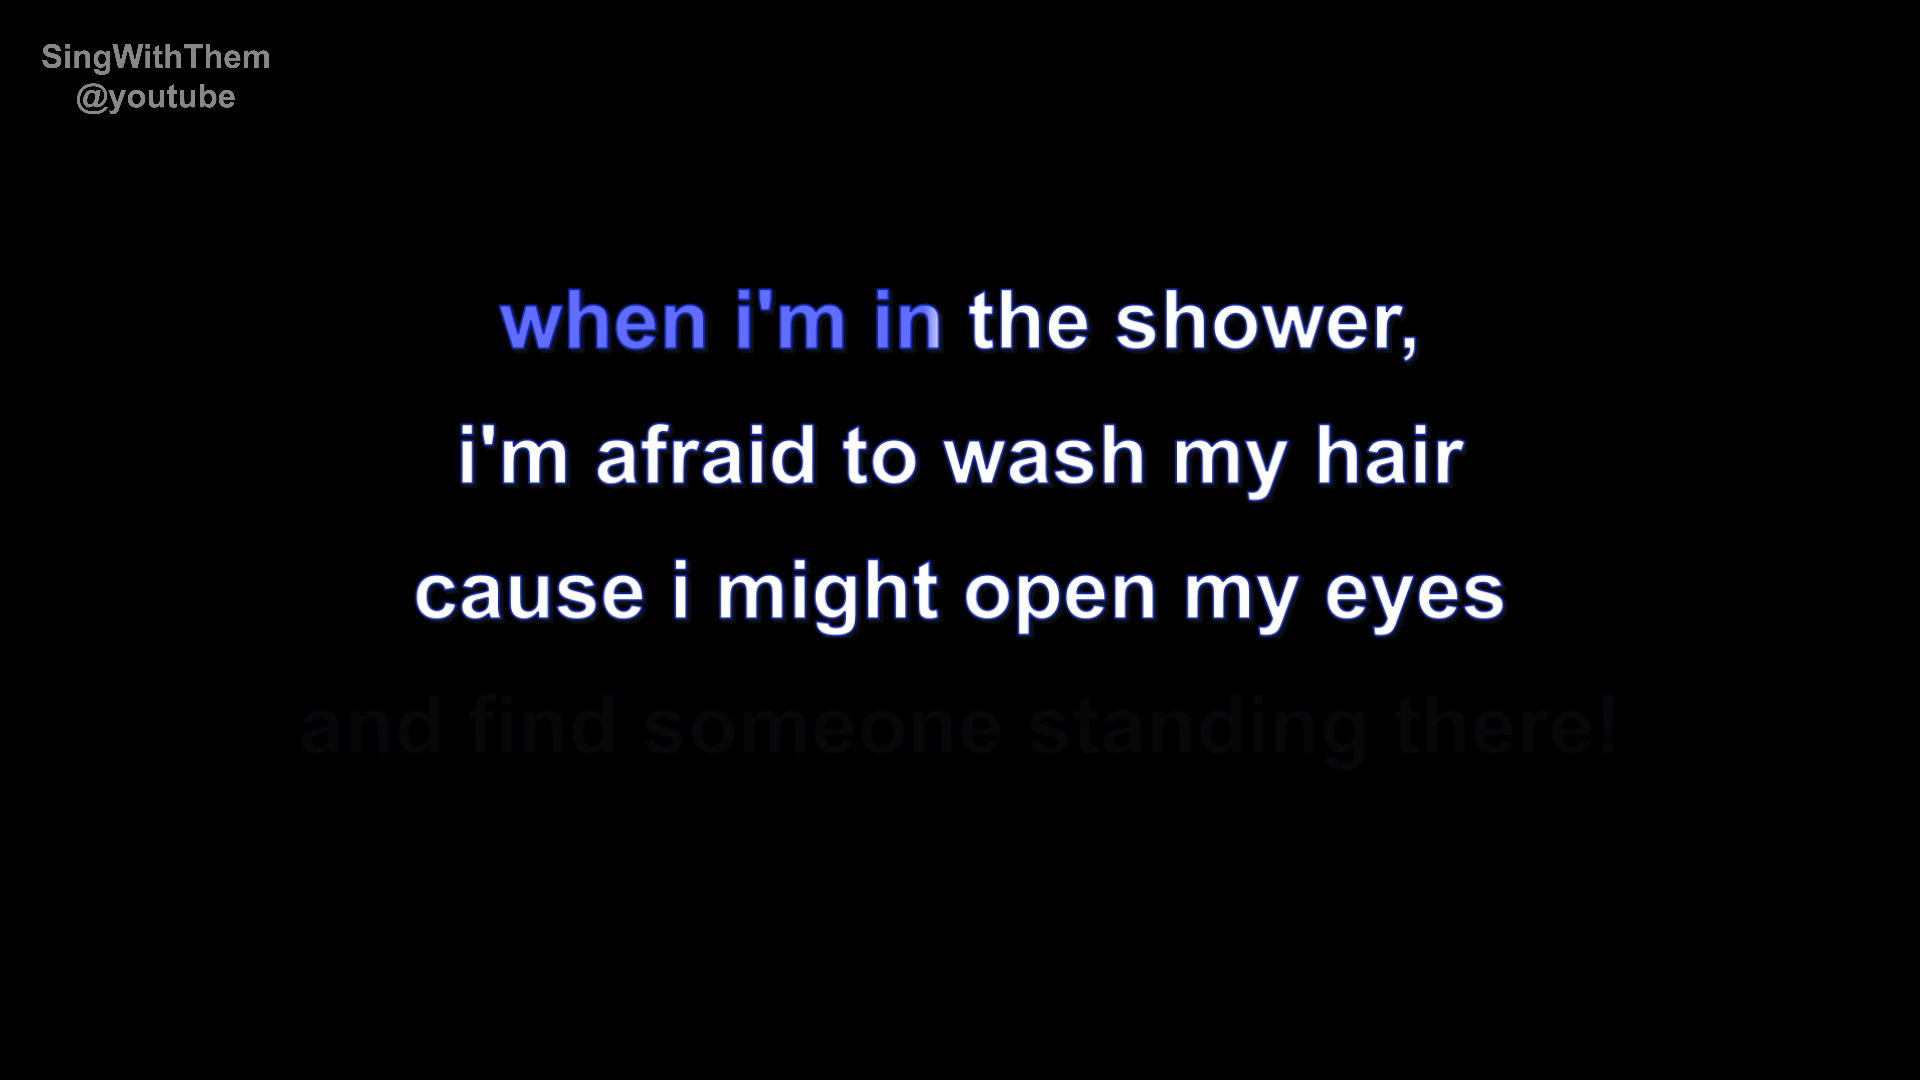 SingWithThem
@youtube
when i'm in the shower,
i'm afraid to wash my hair
cause i might open my eyes
and find someone standing there!